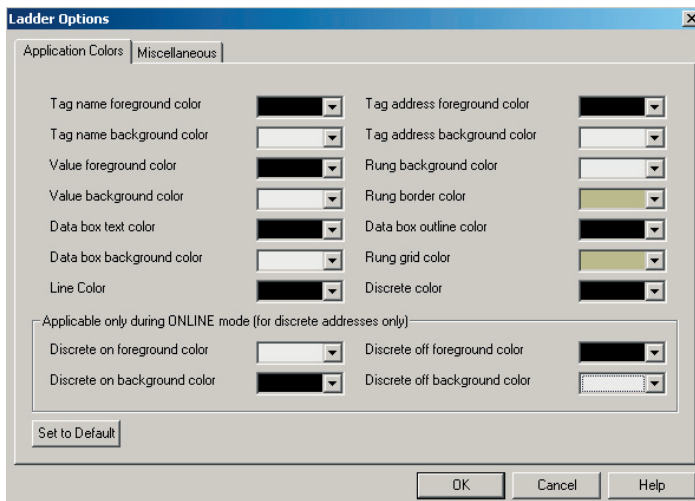 Ladder Options
Application Colors
Miscellaneous
Tag name foreground color
Tag address foreground color
Tag name background color
Tag address background color
Value foreground color
Rung background color
Value background color
Rung border color
Data box text color
Data box outline color
Data box background color
Rung grid color
Line Color
Discrete color
Applicable only during ONLINE mode (for discrete addresses only)
Discrete on foreground color
Discrete off foreground color
Discrete on background color
Discrete off background color
Set to Default
OK
Cancel
Help